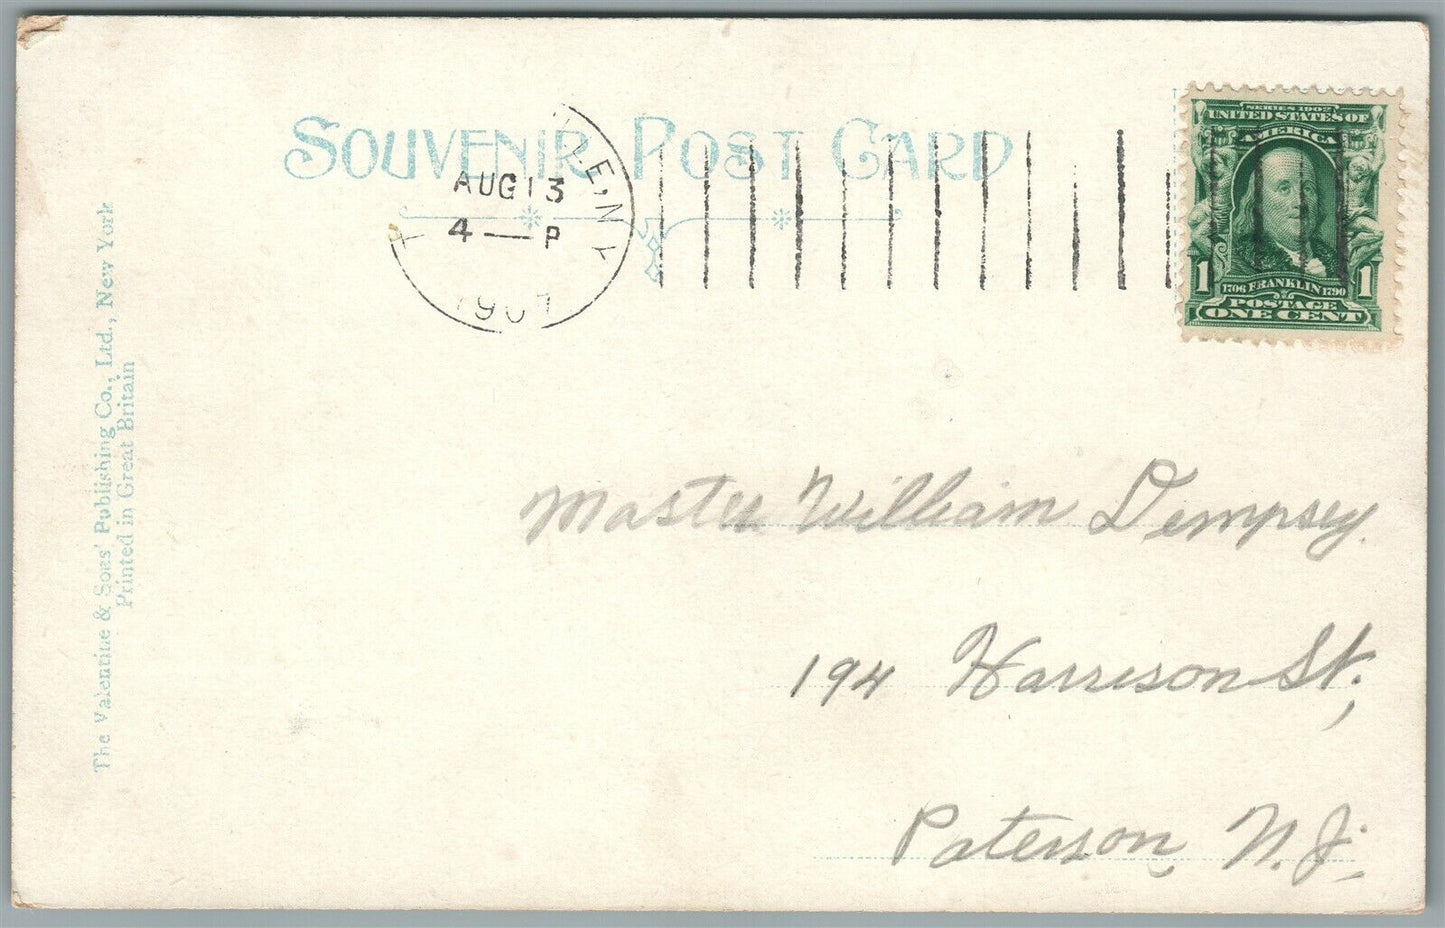 SOUVENIR POST CARD
AUG 13
4 — P
1907
N.Y.
SERIES 1902
UNITED STATES OF
AMERICA
1 1
1706 FRANKLIN 1790
POSTAGE
ONE CENT
The Valentine & Sons' Publishing Co., Ltd., New York
Printed in Great Britain
Master William Dempsey.
194 Harrison St.,
Paterson, N.J.